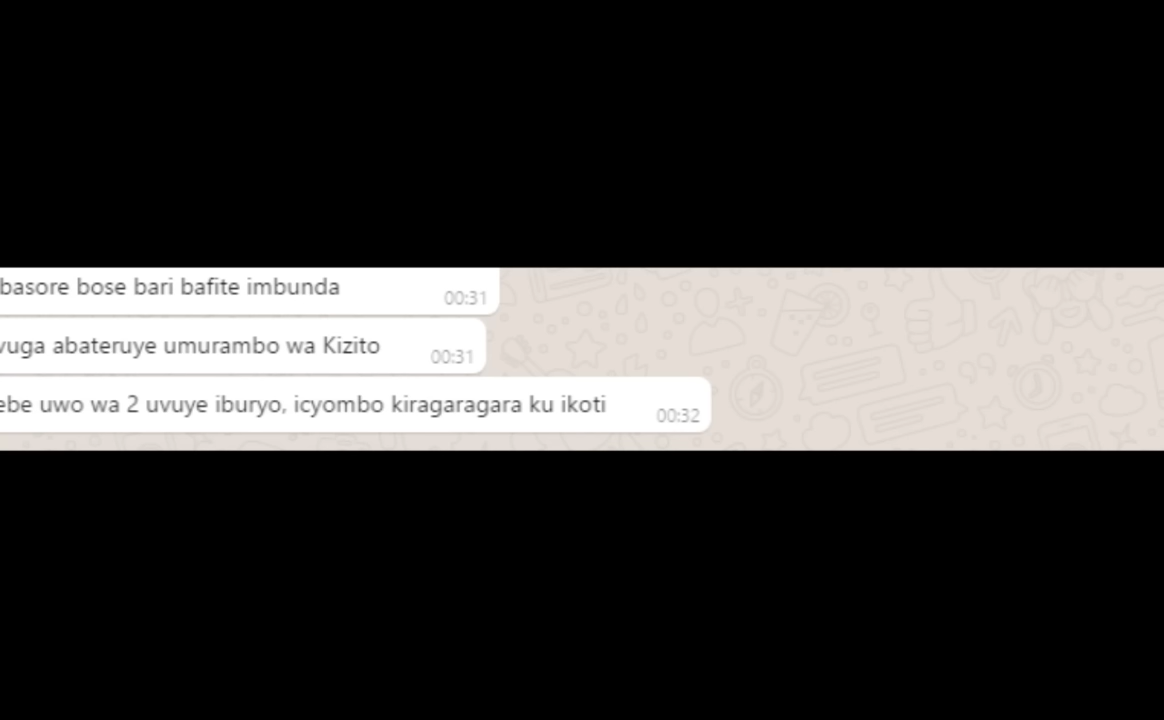 basore bose bari bafite imbunda
00:31
vuga abateruye umurambo wa Kizito
00:31
ebe uwo wa 2 uvuye iburyo, icyombo kiragaragara ku ikoti
00:32